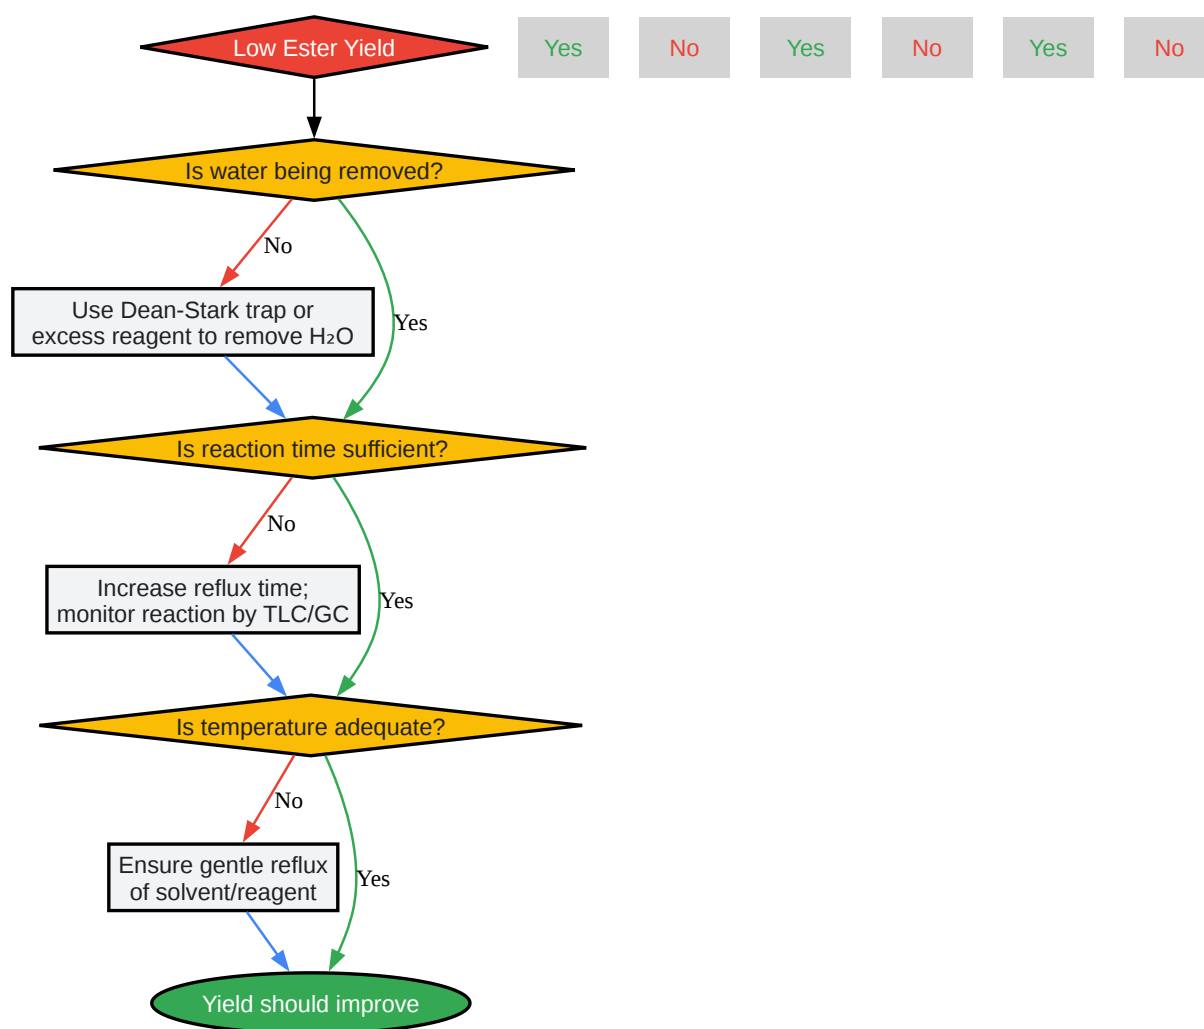 Low Ester Yield
Yes
No
Yes
No
Yes
No
Is water being removed?
No
Use Dean-Stark trap or
excess reagent to remove H₂O
Yes
Is reaction time sufficient?
No
Increase reflux time;
monitor reaction by TLC/GC
Yes
Is temperature adequate?
No
Ensure gentle reflux
of solvent/reagent
Yes
Yield should improve